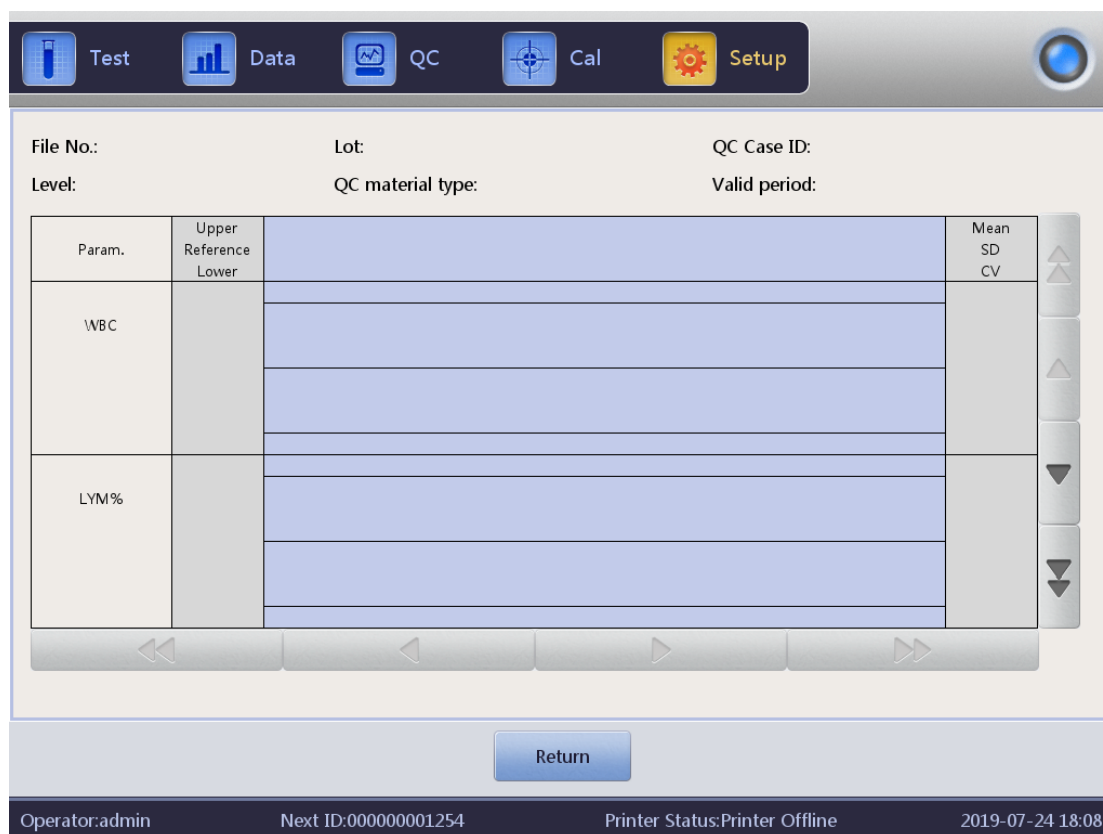 Test Data QC Cal Setup
File No.: Lot: QC Case ID:
Level: QC material type: Valid period:
Param.
Upper
Reference
Lower
Mean
SD
CV
WBC
LYM%
Return
Operator:admin Next ID:000000001254 Printer Status:Printer Offline 2019-07-24 18:08